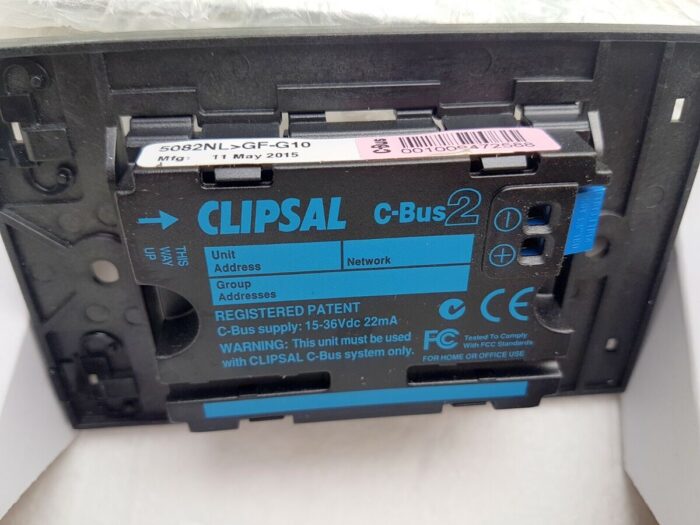 5082NL>GF-G10
Mfg: 11 May 2015
A
C-Bus
001002472588
THIS WAY UP
CLIPSAL C-Bus2
Unit Address
Network
Group Addresses
REGISTERED PATENT
C-Bus supply: 15-36Vdc 22mA
WARNING: This unit must be used
with CLIPSAL C-Bus system only.
CE
FC Tested To Comply
With FCC Standards
FOR HOME OR OFFICE USE